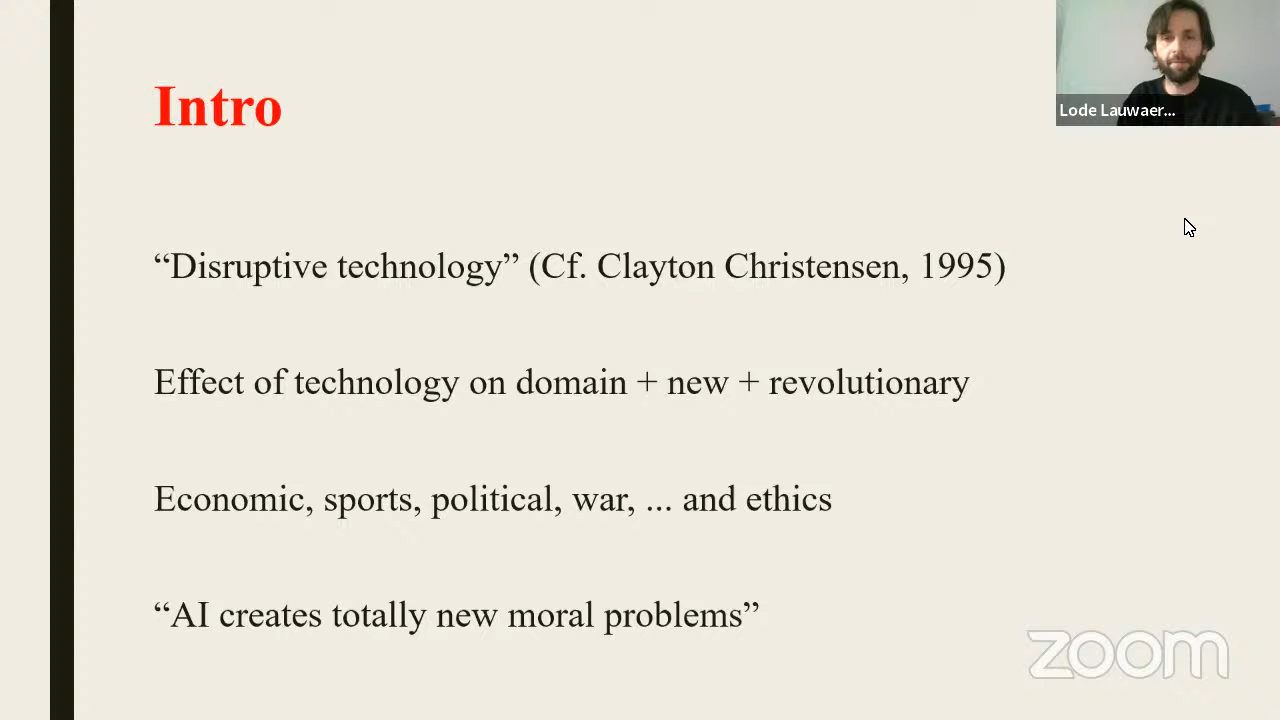 Intro
Lode Lauwaer...
“Disruptive technology” (Cf. Clayton Christensen, 1995)
Effect of technology on domain + new + revolutionary
Economic, sports, political, war, ... and ethics
“AI creates totally new moral problems”
zoom